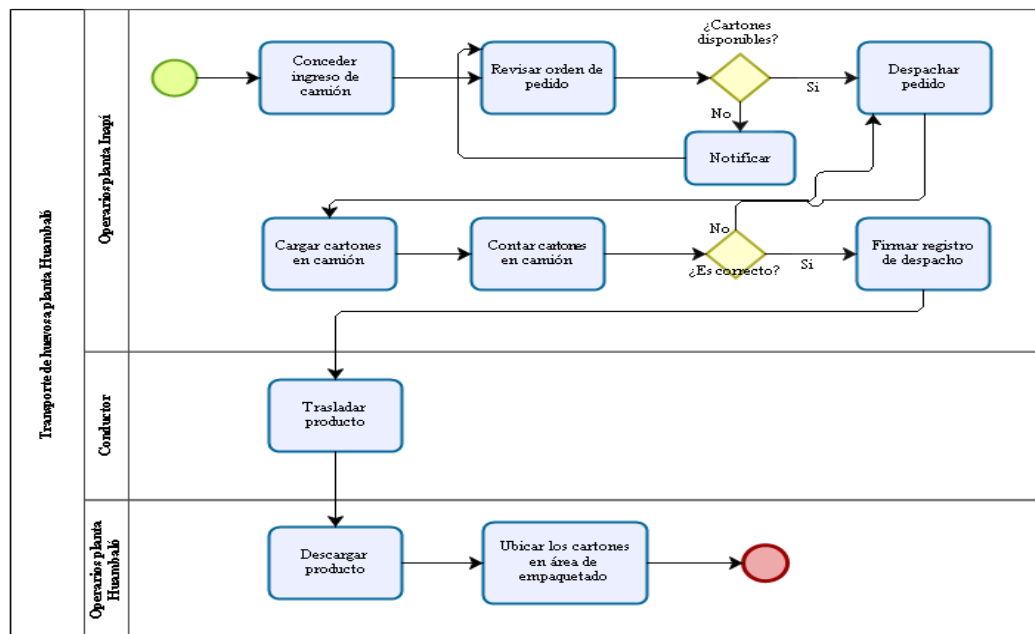 Transporte de huevos a planta Huambaló
Operarios planta Inapí
¿Cartones
disponibles?
Conceder
ingreso de
camión
Revisar orden de
pedido
Si
Despachar
pedido
No
Notificar
No
Cargar cartones
en camión
Contar cartones
en camión
¿Es correcto?
Si
Firmar registro
de despacho
Conductor
Trasladar
producto
Operarios planta
Huambaló
Descargar
producto
Ubicar los cartones
en área de
empaquetado